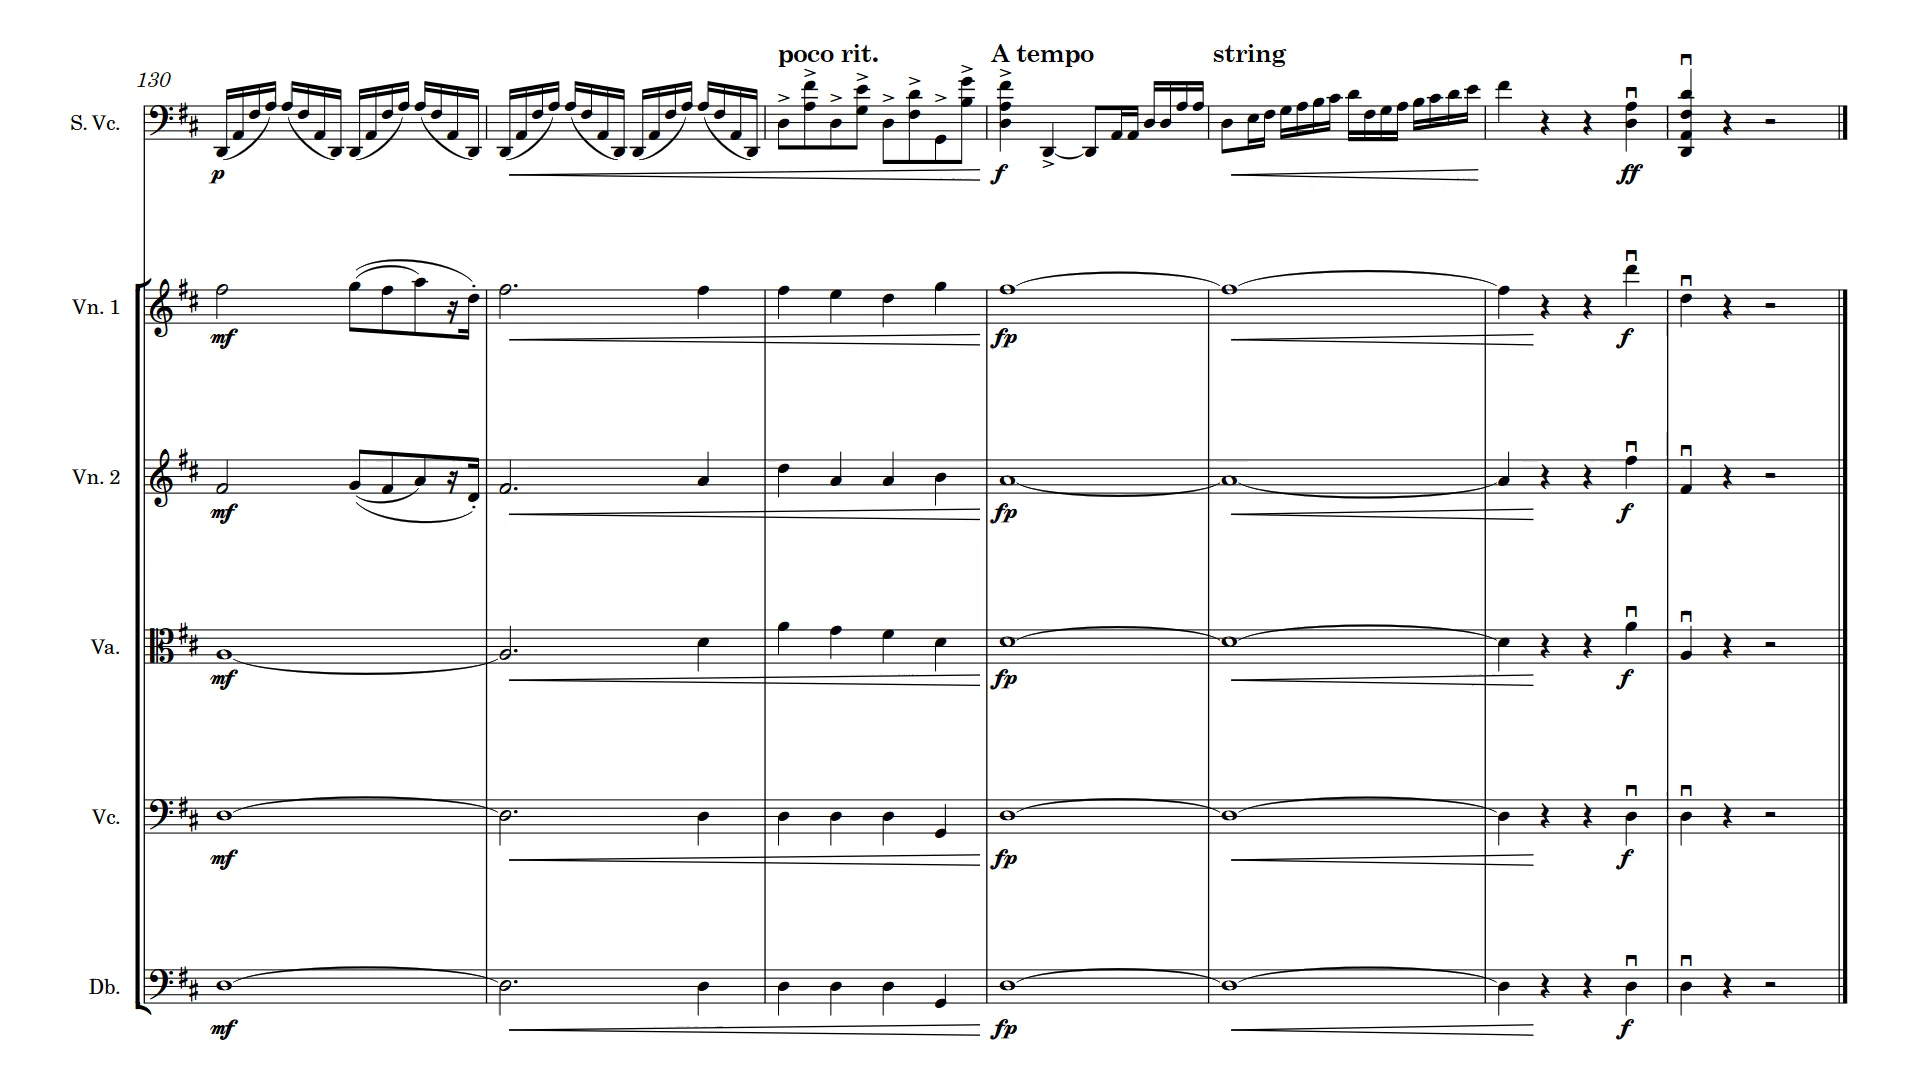 poco rit. A tempo string
130
S. Vc.
p f ff
Vn. 1
mf fp f
Vn. 2
mf fp f
Va.
mf fp f
Vc.
mf fp f
Db.
mf fp f